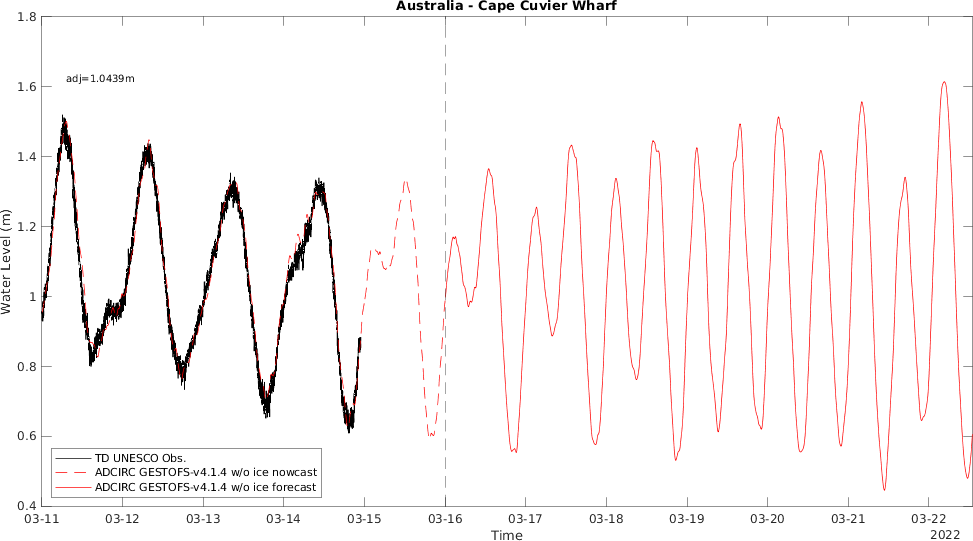 Australia - Cape Cuvier Wharf
1.8
1.6
1.4
1.2
1
0.8
0.6
0.4
Water Level (m)
adj=1.0439m
TD UNESCO Obs.
ADCIRC GESTOFS-v4.1.4 w/o ice nowcast
ADCIRC GESTOFS-v4.1.4 w/o ice forecast
03-11 03-12 03-13 03-14 03-15 03-16 03-17 03-18 03-19 03-20 03-21 03-22
Time
2022